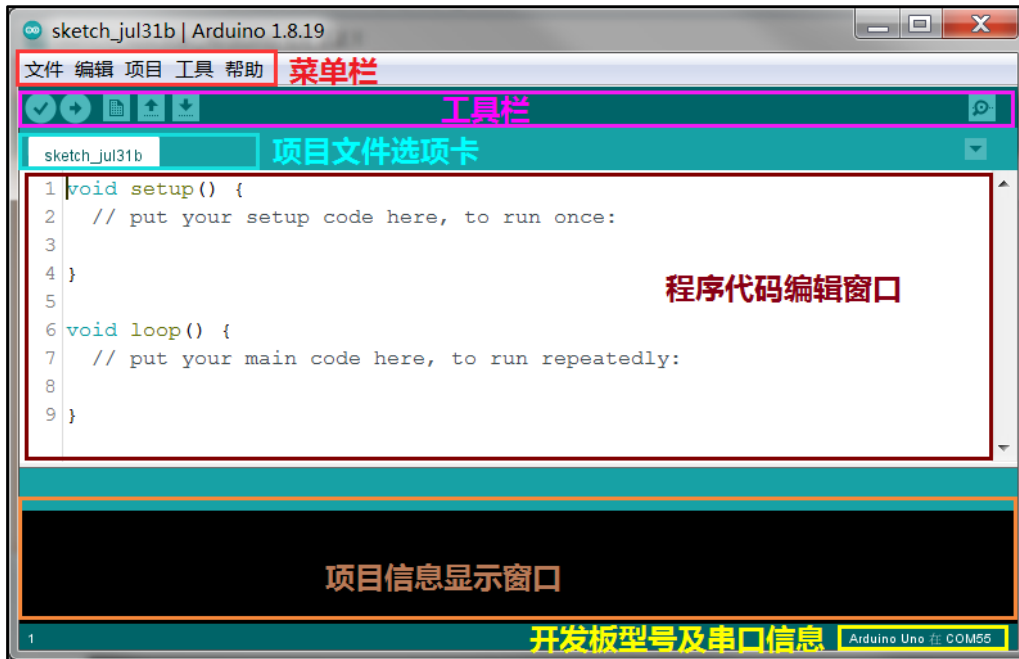 sketch_jul31b | Arduino 1.8.19
文件 编辑 项目 工具 帮助 菜单栏
工具栏
sketch_jul31b 项目文件选项卡
1 void setup() {
2 // put your setup code here, to run once:
3
4 }
5
6 void loop() {
7 // put your main code here, to run repeatedly:
8
9 }
程序代码编辑窗口
项目信息显示窗口
1 开发板型号及串口信息 Arduino Uno 在 COM55